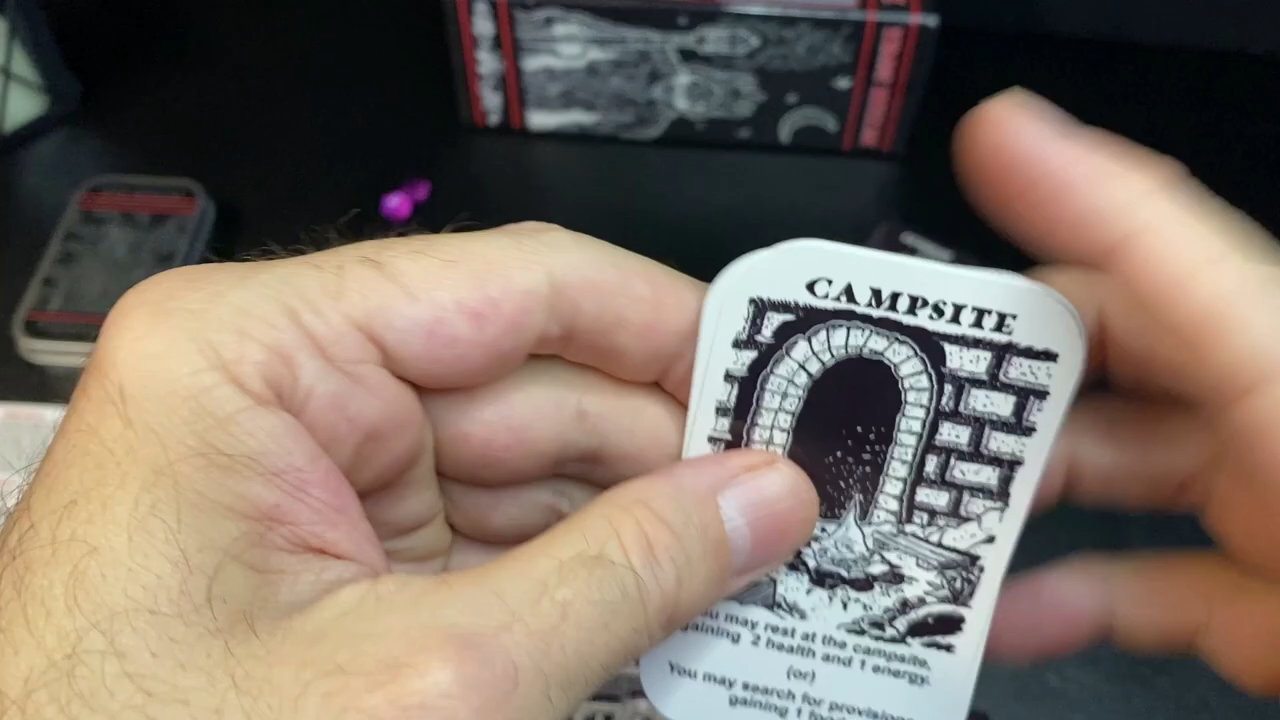 CAMPSITE
You may rest at the campsite,
gaining 2 health and 1 energy.
(or)
You may search for provisions
gaining 1 food